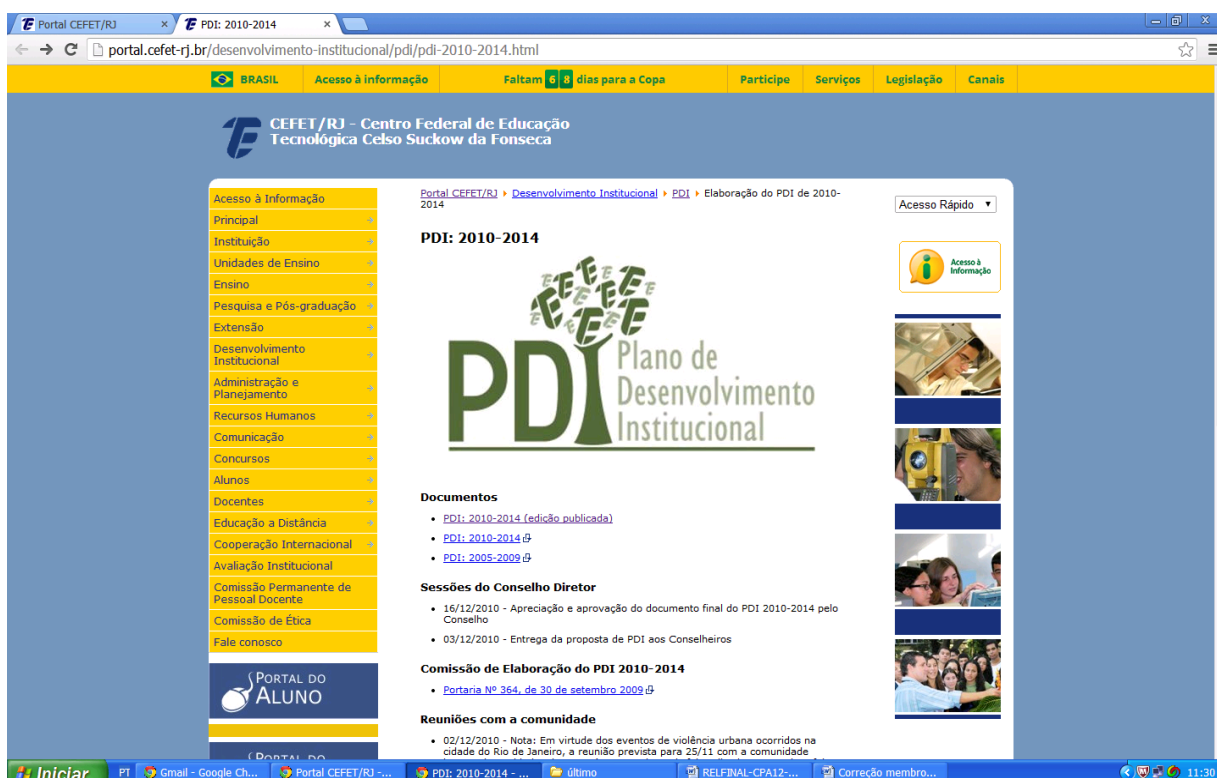 Portal CEFET/RJ
PDI: 2010-2014
portal.cefet-rj.br/desenvolvimento-institucional/pdi/pdi-2010-2014.html
BRASIL Acesso à informação Faltam 6 8 dias para a Copa Participe Serviços Legislação Canais
CEFET/RJ - Centro Federal de Educação
Tecnológica Celso Suckow da Fonseca
Acesso à Informação
Principal
Instituição
Unidades de Ensino
Ensino
Pesquisa e Pós-graduação
Extensão
Desenvolvimento
Institucional
Administração e
Planejamento
Recursos Humanos
Comunicação
Concursos
Alunos
Docentes
Educação a Distância
Cooperação Internacional
Avaliação Institucional
Comissão Permanente de
Pessoal Docente
Comissão de Ética
Fale conosco
PORTAL DO
ALUNO
PORTAL DO
Portal CEFET/RJ Desenvolvimento Institucional PDI Elaboração do PDI de 2010-
2014
PDI: 2010-2014
PDI
Plano de
Desenvolvimento
Institucional
Documentos
• PDI: 2010-2014 (edição publicada)
• PDI: 2010-2014
• PDI: 2005-2009
Sessões do Conselho Diretor
• 16/12/2010 - Apreciação e aprovação do documento final do PDI 2010-2014 pelo
Conselho
• 03/12/2010 - Entrega da proposta de PDI aos Conselheiros
Comissão de Elaboração do PDI 2010-2014
• Portaria Nº 364, de 30 de setembro 2009
Reuniões com a comunidade
• 02/12/2010 - Nota: Em virtude dos eventos de violência urbana ocorridos na
cidade do Rio de Janeiro, a reunião prevista para 25/11 com a comunidade
Acesso Rápido
Acesso à
Informação
Iniciar PT Gmail - Google Ch... Portal CEFET/RJ -... PDI: 2010-2014 - ... último RELFINAL-CPA12-... Correção membro... 11:30